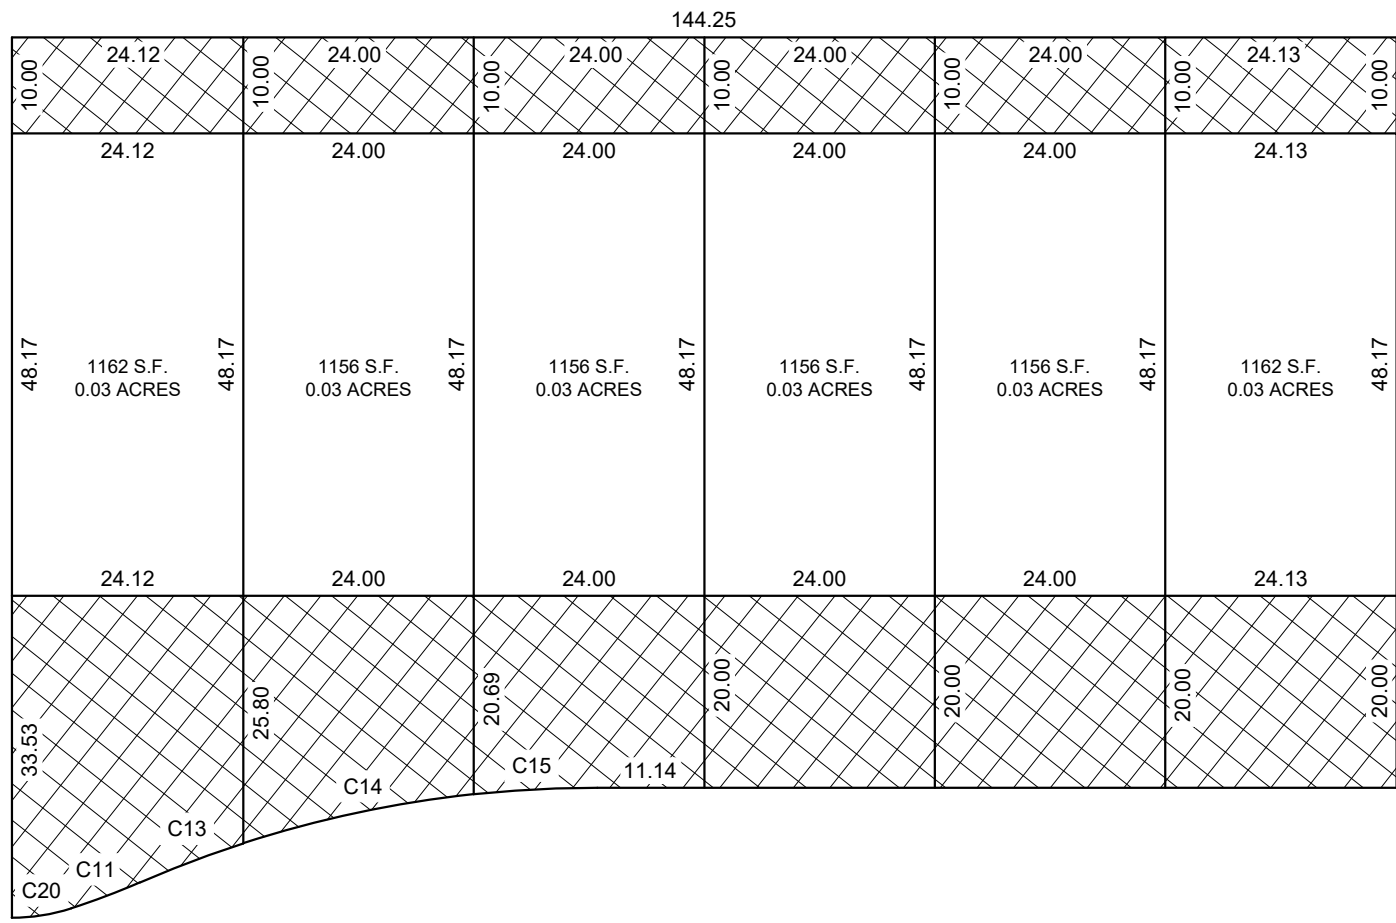 144.25
24.12 24.00 24.00 24.00 24.00 24.13
10.00 10.00 10.00 10.00 10.00 10.00 10.00
24.12 24.00 24.00 24.00 24.00 24.13
48.17 48.17 48.17 48.17 48.17 48.17
1162 S.F. 1156 S.F. 1156 S.F. 1156 S.F. 1156 S.F. 1162 S.F.
0.03 ACRES 0.03 ACRES 0.03 ACRES 0.03 ACRES 0.03 ACRES 0.03 ACRES
24.12 24.00 24.00 24.00 24.00 24.13
33.53 25.80 20.69 20.00 20.00 20.00 20.00
C15 11.14
C14
C13
C11
C20